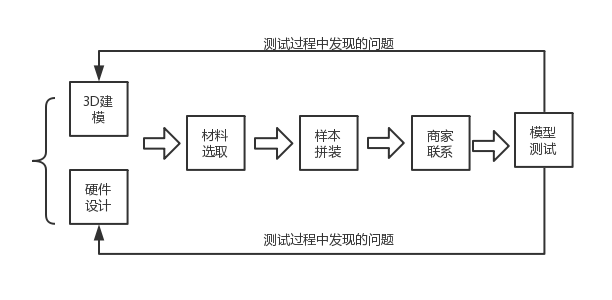 测试过程中发现的问题
3D建
模
硬件
设计
材料
选取
样本
拼装
商家
联系
模型
测试
测试过程中发现的问题